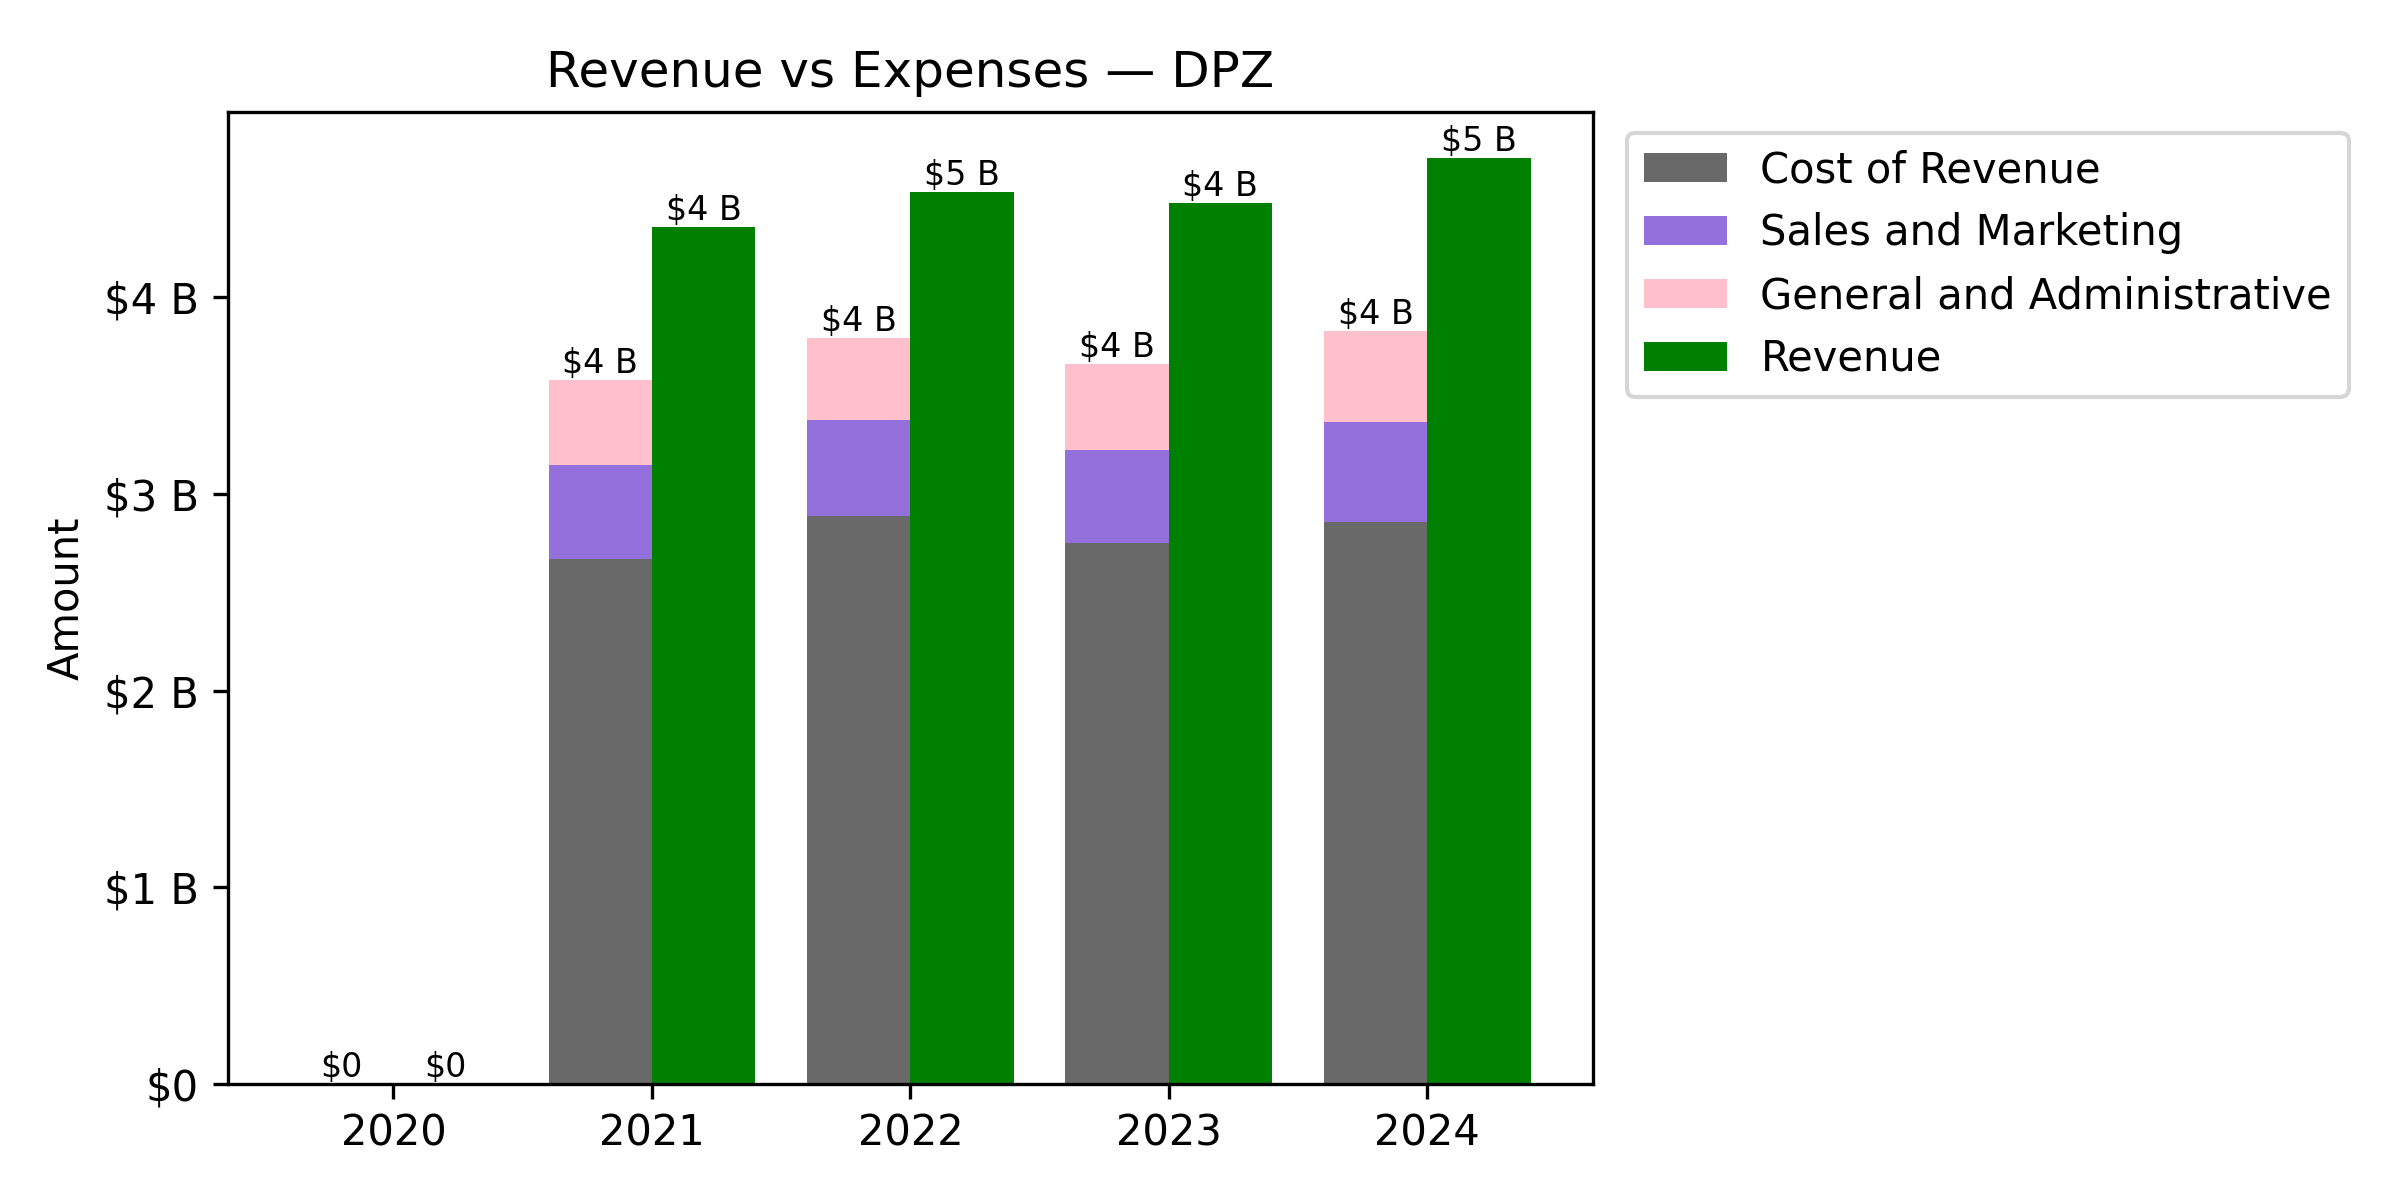 Revenue vs Expenses — DPZ
Amount
$4 B
$3 B
$2 B
$1 B
$0
$0 $0
$4 B $4 B
$4 B $5 B
$4 B $4 B
$4 B $5 B
2020 2021 2022 2023 2024
Cost of Revenue
Sales and Marketing
General and Administrative
Revenue